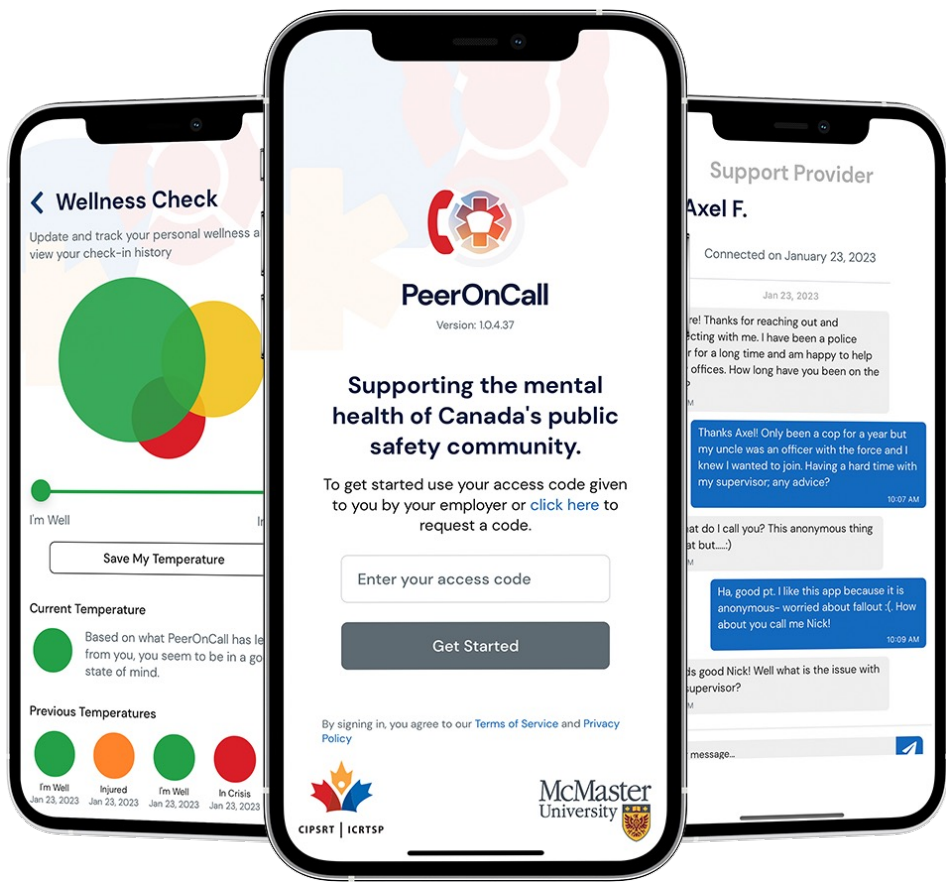 Wellness Check
Update and track your personal wellness a
view your check-in history
I'm Well
Save My Temperature
Current Temperature
Based on what PeerOnCall has le
from you, you seem to be in a go
state of mind.
Previous Temperatures
I'm Well
Jan 23, 2023
Injured
Jan 23, 2023
I'm Well
Jan 23, 2023
In Crisis
Jan 23, 2023
PeerOnCall
Version: 1.0.4.37
Supporting the mental
health of Canada's public
safety community.
To get started use your access code given
to you by your employer or click here to
request a code.
Enter your access code
Get Started
By signing in, you agree to our Terms of Service and Privacy
Policy
CIPSRT | ICRTSP
McMaster
University
Support Provider
Axel F.
Connected on January 23, 2023
Jan 23, 2023
re! Thanks for reaching out and
cting with me. I have been a police
r for a long time and am happy to help
offices. How long have you been on the
?
M
Thanks Axel! Only been a cop for a year but
my uncle was an officer with the force and I
knew I wanted to join. Having a hard time with
my supervisor; any advice?
10:07 AM
at do I call you? This anonymous thing
at but.....:)
M
Ha, good pt. I like this app because it is
anonymous- worried about fallout :(. How
about you call me Nick!
10:09 AM
ds good Nick! Well what is the issue with
supervisor?
M
message...